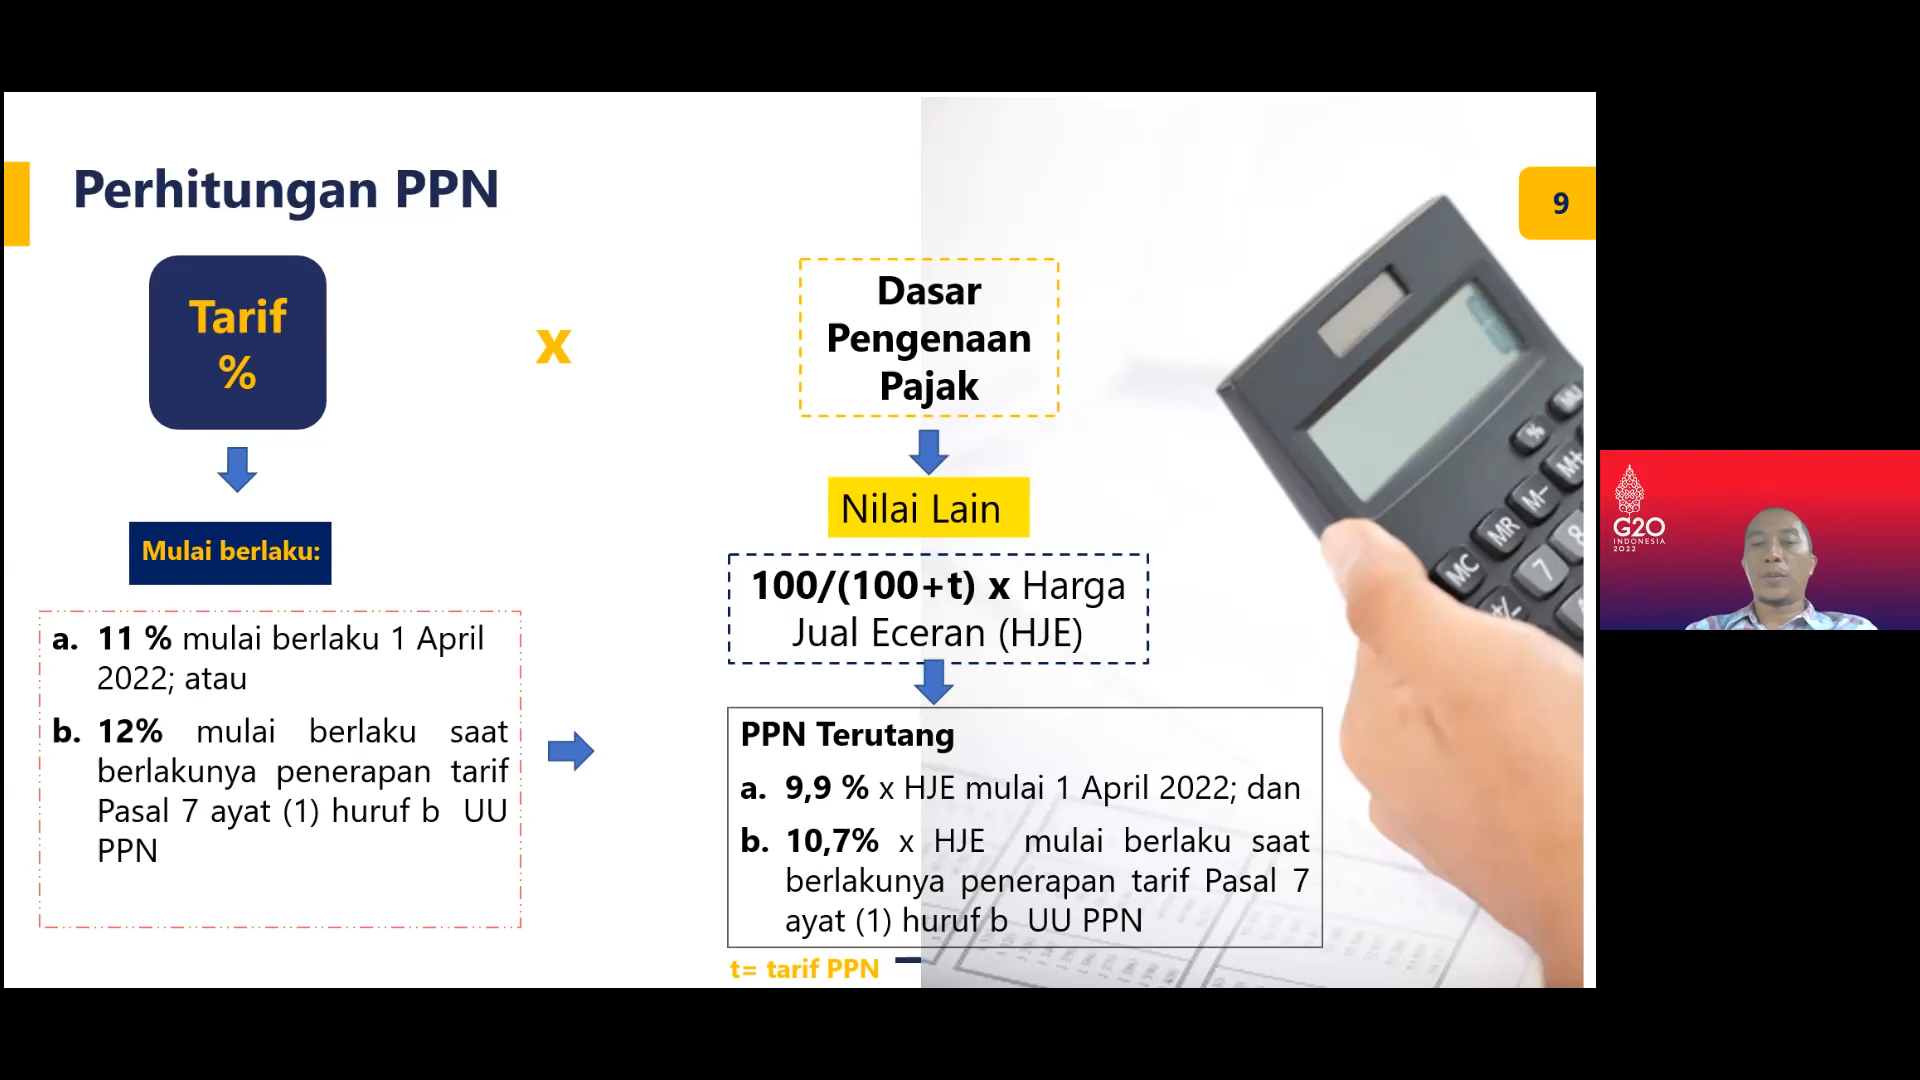 Perhitungan PPN
9
Tarif
%
x
Dasar
Pengenaan
Pajak
Nilai Lain
Mulai berlaku:
100/(100+t) x Harga
Jual Eceran (HJE)
a. 11 % mulai berlaku 1 April
2022; atau
b. 12% mulai berlaku saat
berlakunya penerapan tarif
Pasal 7 ayat (1) huruf b UU
PPN
PPN Terutang
a. 9,9 % x HJE mulai 1 April 2022; dan
b. 10,7% x HJE mulai berlaku saat
berlakunya penerapan tarif Pasal 7
ayat (1) huruf b UU PPN
t= tarif PPN
MU
%
M+
M-
MR
MC
8
7
+/-
G20
INDONESIA
2022